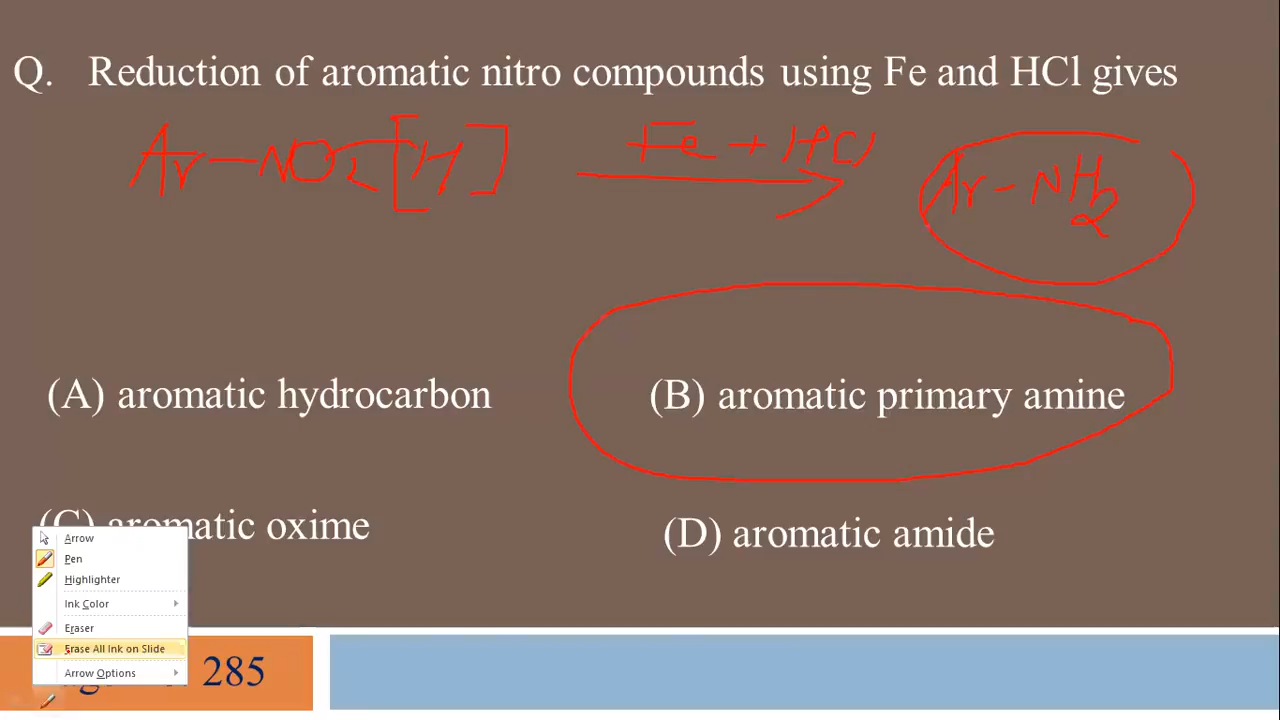 Q. Reduction of aromatic nitro compounds using Fe and HCl gives
Ar-NO2 [H] Fe + HCl Ar-NH2
(A) aromatic hydrocarbon (B) aromatic primary amine
(C) aromatic oxime (D) aromatic amide
Arrow
Pen
Highlighter
Ink Color
Eraser
Erase All Ink on Slide
Arrow Options
285